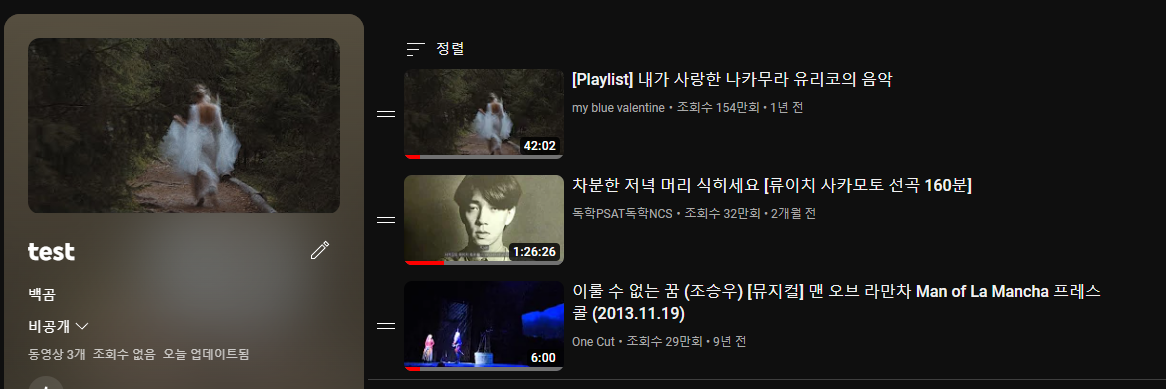 test
백곰
비공개
동영상 3개 조회수 없음 오늘 업데이트됨
정렬
[Playlist] 내가 사랑한 나카무라 유리코의 음악
my blue valentine • 조회수 154만회 • 1년 전
42:02
차분한 저녁 머리 식히세요 [류이치 사카모토 선곡 160분]
독학PSAT독학NCS • 조회수 32만회 • 2개월 전
1:26:26
이룰 수 없는 꿈 (조승우) [뮤지컬] 맨 오브 라만차 Man of La Mancha 프레스
콜 (2013.11.19)
One Cut • 조회수 29만회 • 9년 전
6:00